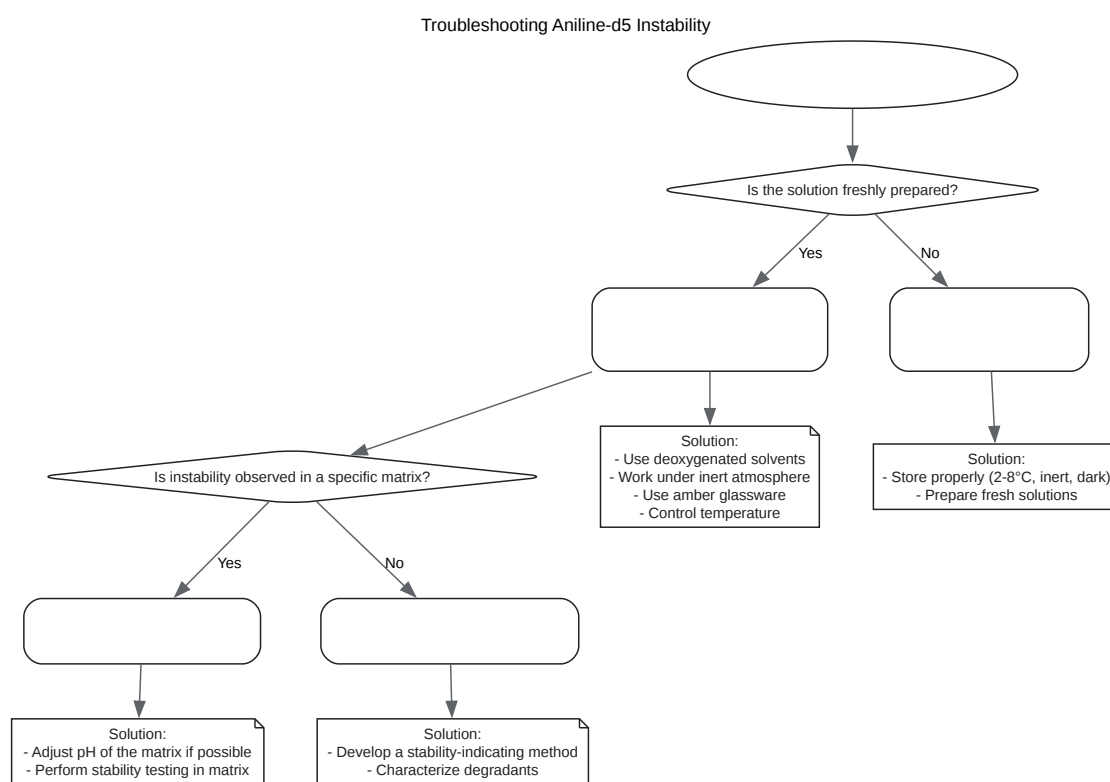 Troubleshooting Aniline-d5 Instability
Is the solution freshly prepared?
Yes
No
Solution:
- Use deoxygenated solvents
- Work under inert atmosphere
- Use amber glassware
- Control temperature
Solution:
- Store properly (2-8°C, inert, dark)
- Prepare fresh solutions
Is instability observed in a specific matrix?
Yes
No
Solution:
- Adjust pH of the matrix if possible
- Perform stability testing in matrix
Solution:
- Develop a stability-indicating method
- Characterize degradants